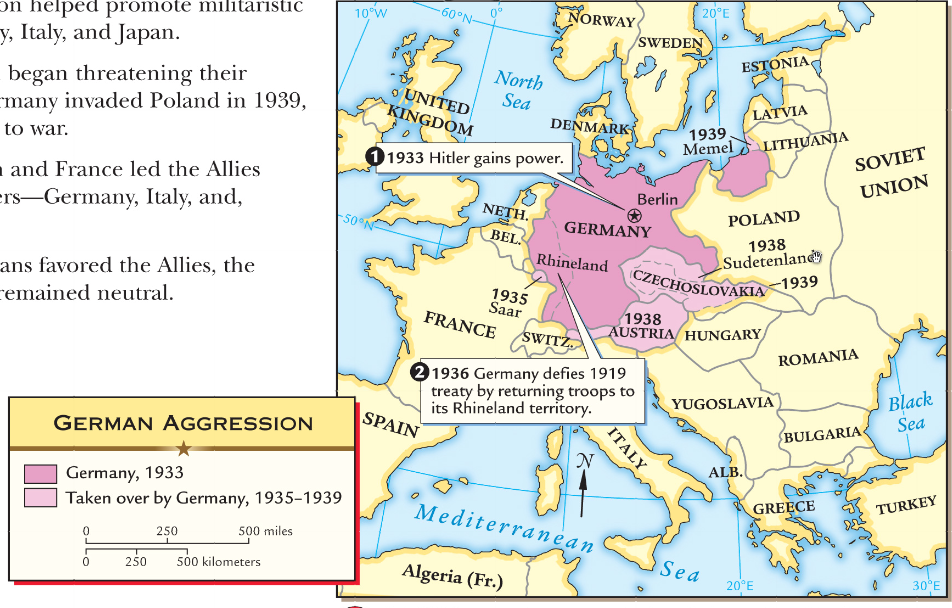 on helped promote militaristic
y, Italy, and Japan.
began threatening their
rmany invaded Poland in 1939,
to war.
n and France led the Allies
ers—Germany, Italy, and,
ans favored the Allies, the
remained neutral.
GERMAN AGGRESSION
Germany, 1933
Taken over by Germany, 1935–1939
0 250 500 miles
0 250 500 kilometers
10°W 60°N 0° 20°E
NORWAY
SWEDEN
ESTONIA
North
Sea
UNITED
KINGDOM
DENMARK
LATVIA
1939
Memel
LITHUANIA
SOVIET
UNION
1 1933 Hitler gains power.
Berlin
NETH.
GERMANY
POLAND
50°N
BEL.
1938
Sudetenland
Rhineland
CZECHOSLOVAKIA
1939
1935
Saar
FRANCE
1938
AUSTRIA
HUNGARY
SWITZ.
ROMANIA
2 1936 Germany defies 1919
treaty by returning troops to
its Rhineland territory.
YUGOSLAVIA
Black
Sea
SPAIN
ITALY
BULGARIA
N
ALB.
GREECE
TURKEY
Mediterranean
Sea
Algeria (Fr.)
20°E 30°E